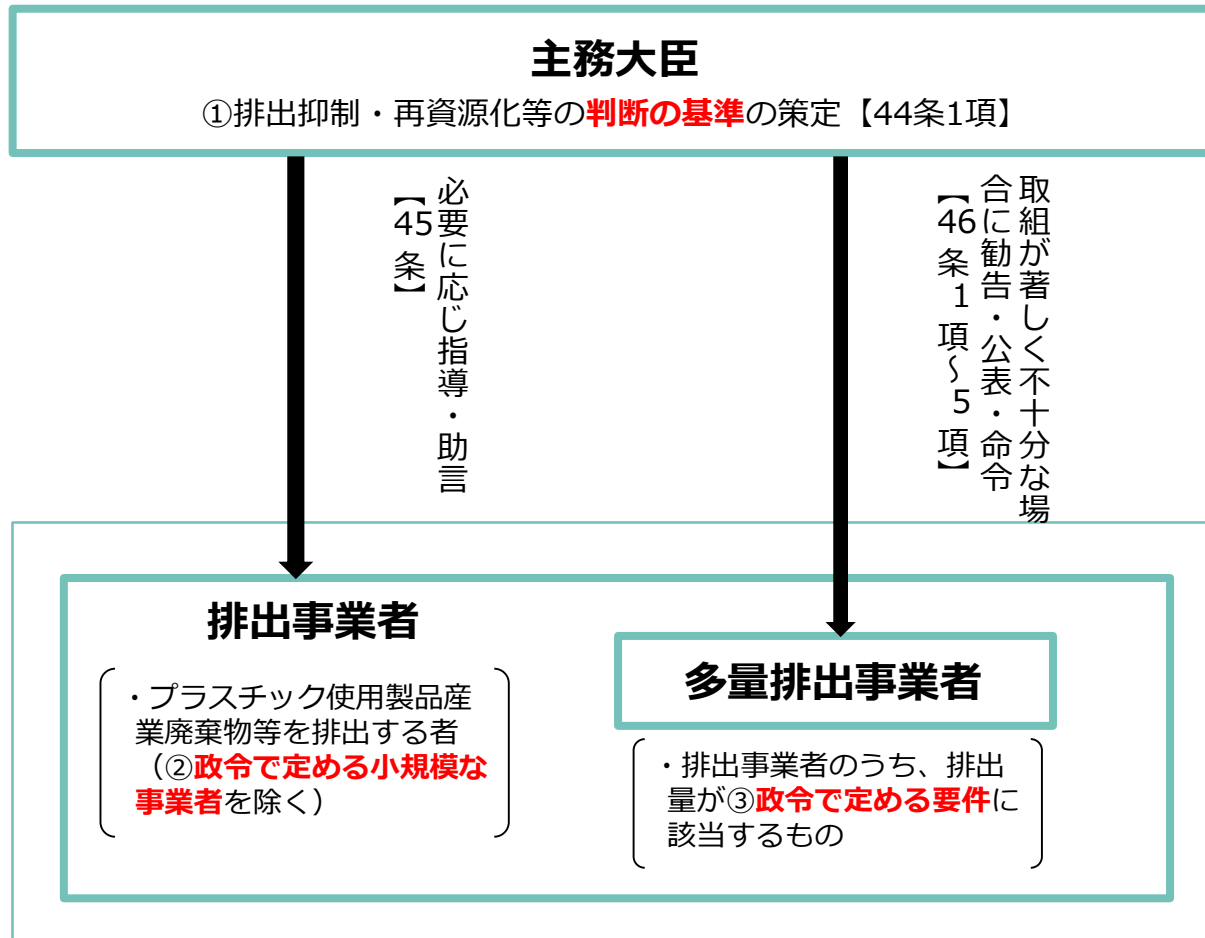 主務大臣
①排出抑制・再資源化等の判断の基準の策定【44条1項】
必要に応じ指導・助言
【45条】
取組が著しく不十分な場
合に勧告・公表・命令
【46条1項～5項】
排出事業者
・プラスチック使用製品産
業廃棄物等を排出する者
（②政令で定める小規模な
事業者を除く）
多量排出事業者
・排出事業者のうち、排出
量が③政令で定める要件に
該当するもの